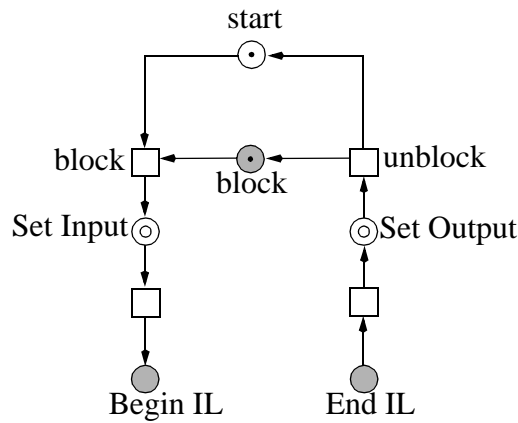 start
block
block
unblock
Set Input
Set Output
Begin IL
End IL